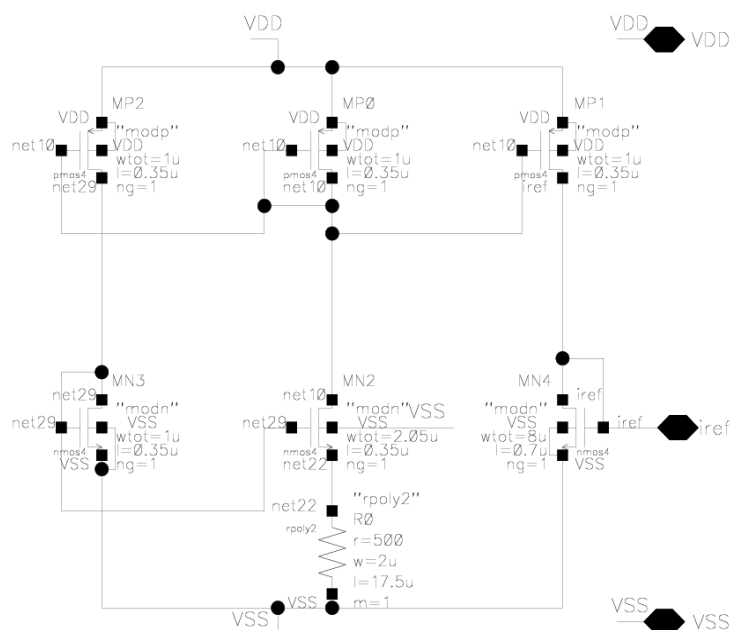 VDD
VDD
VDD
MP2
MP0
MP1
VDD
"modp"
VDD
"modp"
VDD
"modp"
net10
VDD
net10
VDD
net10
VDD
wtot=1u
wtot=1u
wtot=1u
pmos4
l=0.35u
pmos4
l=0.35u
pmos4
l=0.35u
net29
ng=1
net10
ng=1
iref
ng=1
MN3
MN2
MN4
net29
net10
iref
"modn"
"modn"
"modn"
VSS
net29
VSS
net29
VSS
VSS
iref
iref
wtot=1u
wtot=2.05u
wtot=8u
nmos4
l=0.35u
nmos4
l=0.35u
l=0.7u
nmos4
VSS
ng=1
net22
ng=1
ng=1
VSS
"rpoly2"
net22
R0
rpoly2
r=500
w=2u
l=17.5u
VSS
m=1
VSS
VSS
VSS